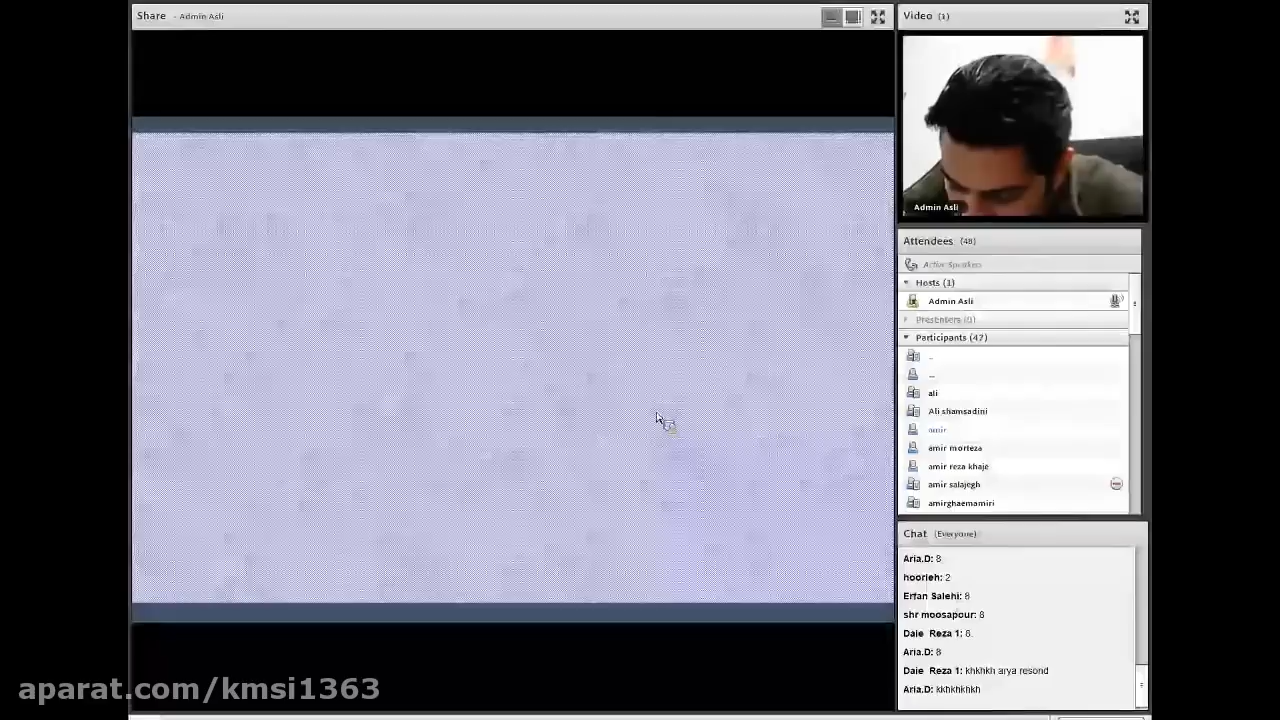 Share - Admin Asli
Video (1)
Admin Asli
Attendees (48)
Active Speakers
Hosts (1)
Admin Asli
Presenters (0)
Participants (47)
..
...
ali
Ali shamsadini
amir
amir morteza
amir reza khaje
amir salajegh
amirghaemamiri
Chat (Everyone)
Aria.D: 8
hoorieh: 2
Erfan Salehi: 8
shr moosapour: 8
Daie Reza 1: 8.
Aria.D: 8
Daie Reza 1: khkhkh arya resond
Aria.D: kkhkhkhkh
aparat.com/kmsi1363